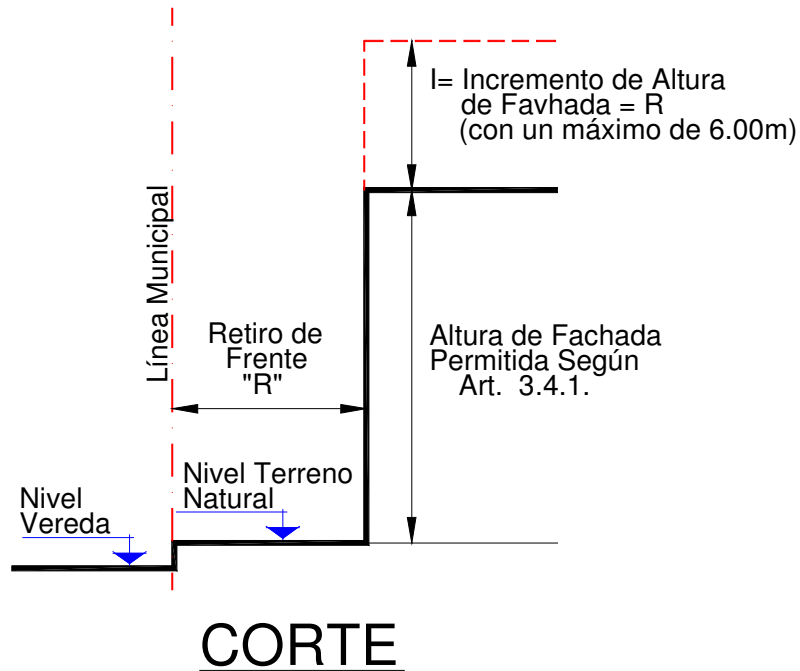 I= Incremento de Altura
de Favhada = R
(con un máximo de 6.00m)
Línea Municipal
Retiro de
Frente
"R"
Altura de Fachada
Permitida Según
Art. 3.4.1.
Nivel Terreno
Natural
Nivel
Vereda
CORTE